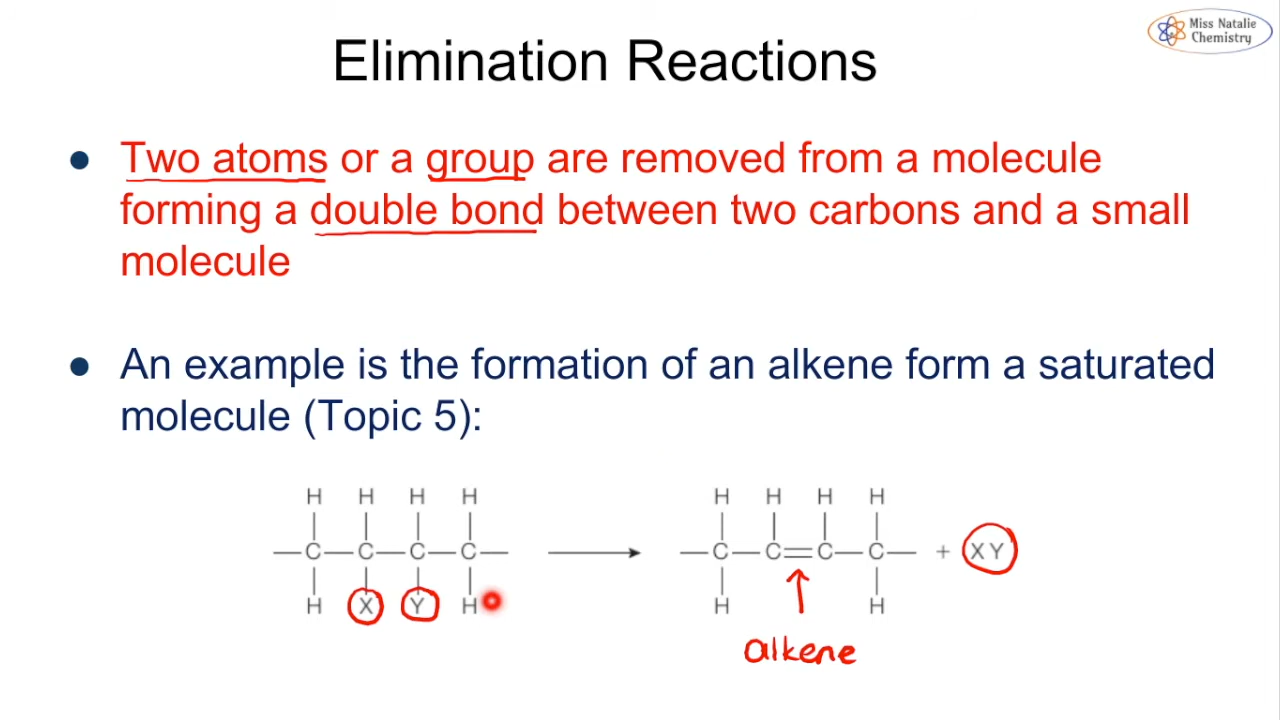 Miss Natalie
Chemistry
Elimination Reactions
● Two atoms or a group are removed from a molecule
forming a double bond between two carbons and a small
molecule
● An example is the formation of an alkene form a saturated
molecule (Topic 5):
H H H H H H H H
—C—C—C—C— —C—C=C—C— + XY
H X Y H H H
alkene